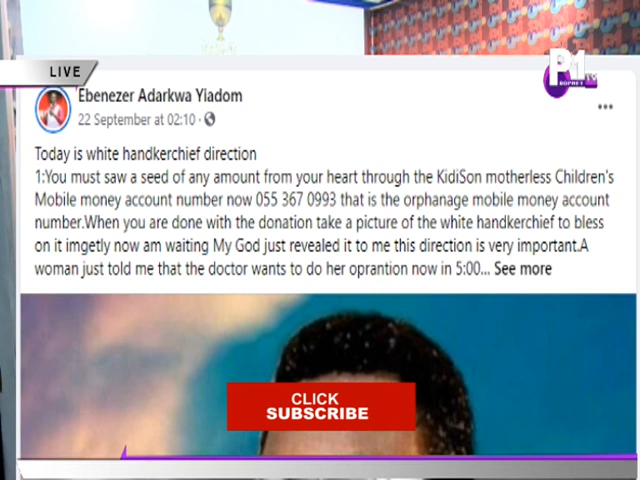 LIVE
P1
PROPHET
Ebenezer Adarkwa Yiadom
22 September at 02:10 ·
Today is white handkerchief direction
1:You must saw a seed of any amount from your heart through the KidiSon motherless Children's
Mobile money account number now 055 367 0993 that is the orphanage mobile money account
number.When you are done with the donation take a picture of the white handkerchief to bless
on it imgetly now am waiting My God just revealed it to me this direction is very important.A
woman just told me that the doctor wants to do her oprantion now in 5:00... See more
CLICK
SUBSCRIBE